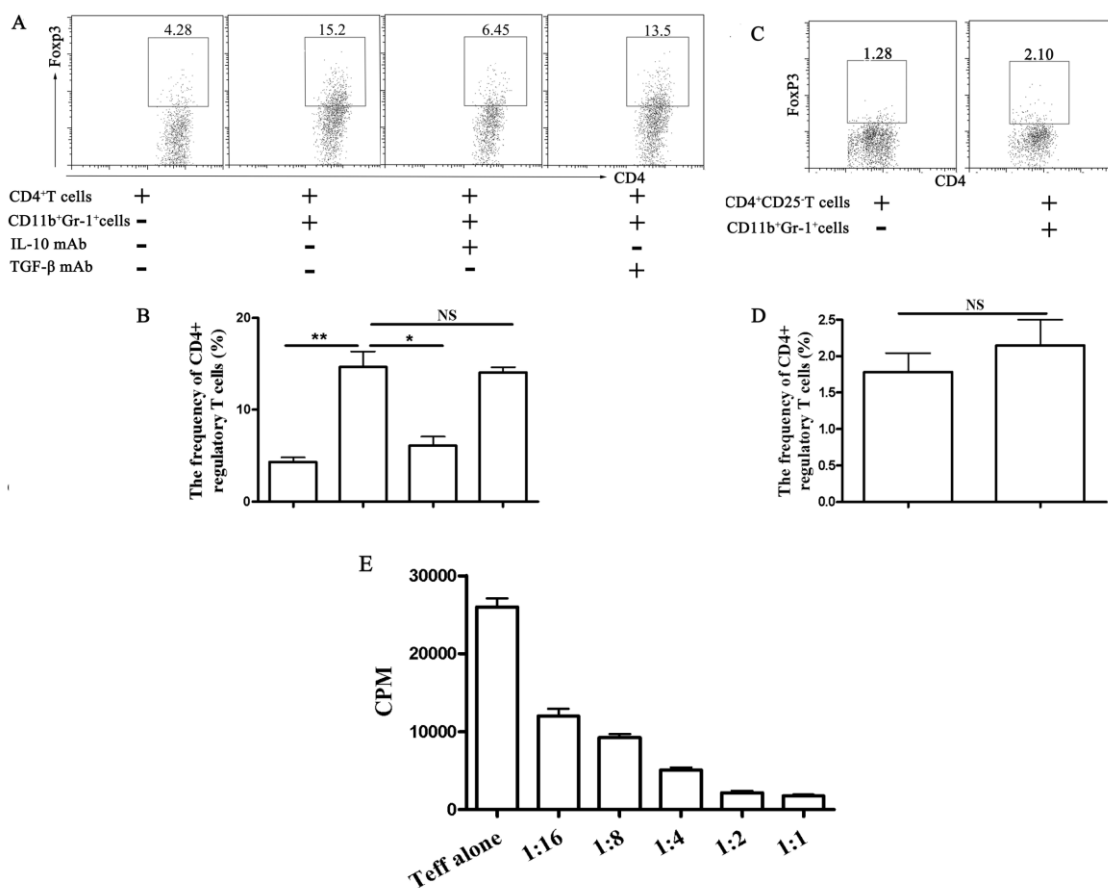 A
Foxp3
4.28
15.2
6.45
13.5
CD4
CD4⁺T cells + + + +
CD11b⁺Gr-1⁺cells - + + +
IL-10 mAb - - + -
TGF-β mAb - - - +
C
FoxP3
1.28
2.10
CD4
CD4⁺CD25⁻T cells + +
CD11b⁺Gr-1⁺cells - +
B
The frequency of CD4+
regulatory T cells (%)
20
10
0
**
*
NS
D
The frequency of CD4+
regulatory T cells (%)
2.5
2.0
1.5
1.0
0.5
0.0
NS
E
CPM
30000
20000
10000
0
Teff alone 1:16 1:8 1:4 1:2 1:1